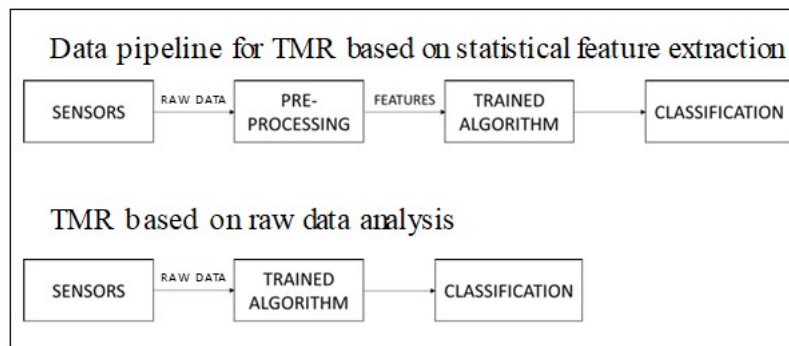 Data pipeline for TMR based on statistical feature extraction
SENSORS
RAW DATA
PRE-
PROCESSING
FEATURES
TRAINED
ALGORITHM
CLASSIFICATION
TMR based on raw data analysis
SENSORS
RAW DATA
TRAINED
ALGORITHM
CLASSIFICATION